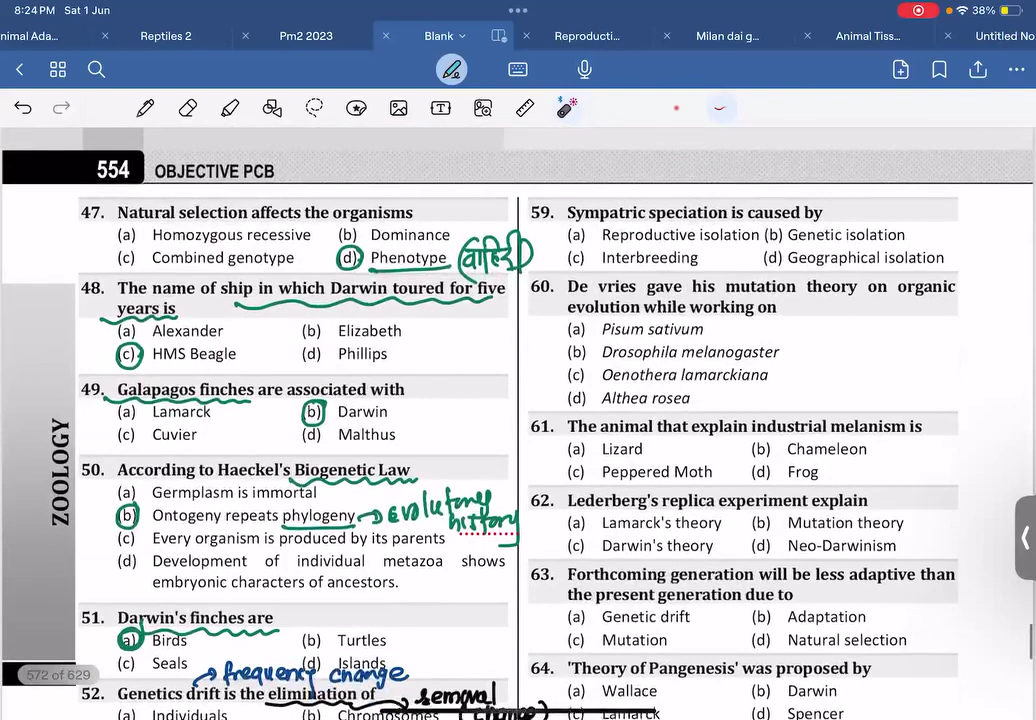 8:24 PM Sat 1 Jun
38%
nimal Ada...
Reptiles 2
Pm2 2023
Blank
Reproducti...
Milan dai g...
Animal Tiss...
Untitled No
554 OBJECTIVE PCB
ZOOLOGY
47. Natural selection affects the organisms
(a) Homozygous recessive (b) Dominance
(c) Combined genotype (d) Phenotype (बाहिरी)
48. The name of ship in which Darwin toured for five
years is
(a) Alexander (b) Elizabeth
(c) HMS Beagle (d) Phillips
49. Galapagos finches are associated with
(a) Lamarck (b) Darwin
(c) Cuvier (d) Malthus
50. According to Haeckel's Biogenetic Law
(a) Germplasm is immortal
(b) Ontogeny repeats phylogeny → evolutionary
history
(c) Every organism is produced by its parents
(d) Development of individual metazoa shows
embryonic characters of ancestors.
51. Darwin's finches are
(a) Birds (b) Turtles
(c) Seals (d) Islands
→ frequency change
52. Genetics drift is the elimination of → removal
(change)
(a) Individuals (b) Chromosomes
572 of 629
59. Sympatric speciation is caused by
(a) Reproductive isolation (b) Genetic isolation
(c) Interbreeding (d) Geographical isolation
60. De vries gave his mutation theory on organic
evolution while working on
(a) Pisum sativum
(b) Drosophila melanogaster
(c) Oenothera lamarckiana
(d) Althea rosea
61. The animal that explain industrial melanism is
(a) Lizard (b) Chameleon
(c) Peppered Moth (d) Frog
62. Lederberg's replica experiment explain
(a) Lamarck's theory (b) Mutation theory
(c) Darwin's theory (d) Neo-Darwinism
63. Forthcoming generation will be less adaptive than
the present generation due to
(a) Genetic drift (b) Adaptation
(c) Mutation (d) Natural selection
64. 'Theory of Pangenesis' was proposed by
(a) Wallace (b) Darwin
(c) Lamarck (d) Spencer